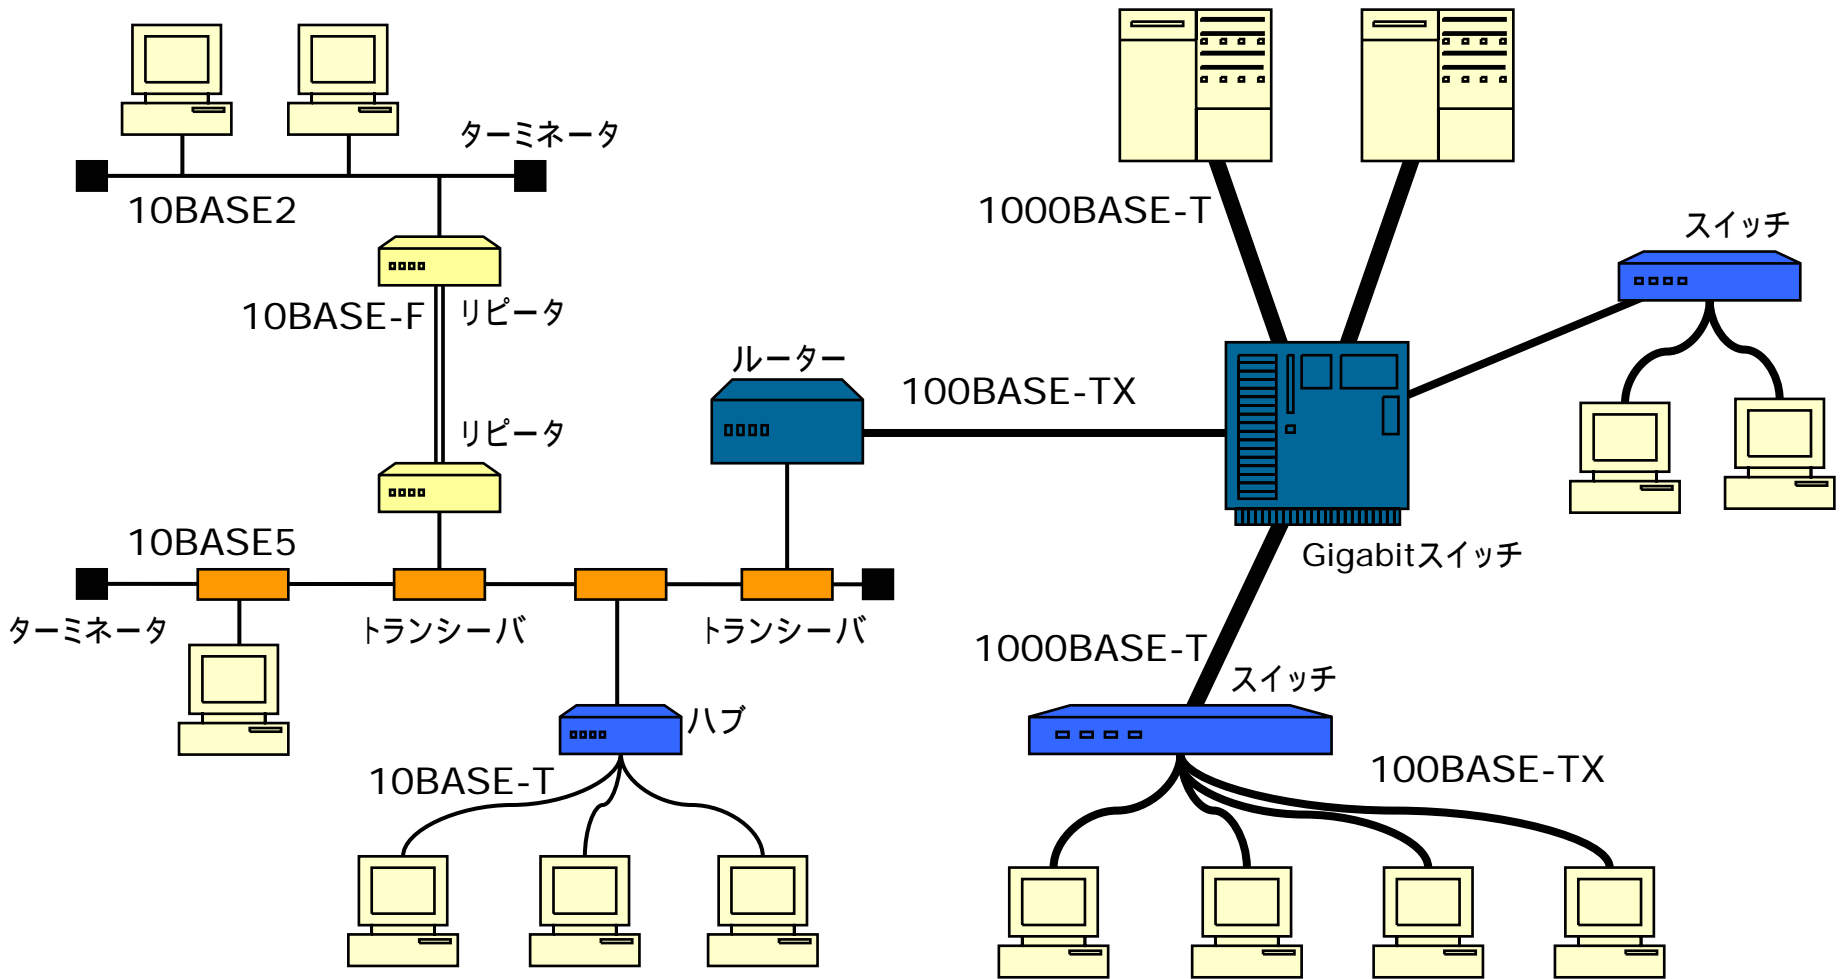 ターミネータ
10BASE2
1000BASE-T
スイッチ
10BASE-F
リピータ
ルーター
100BASE-TX
リピータ
10BASE5
Gigabitスイッチ
ターミネータ
トランシーバ
トランシーバ
1000BASE-T
スイッチ
ハブ
10BASE-T
100BASE-TX